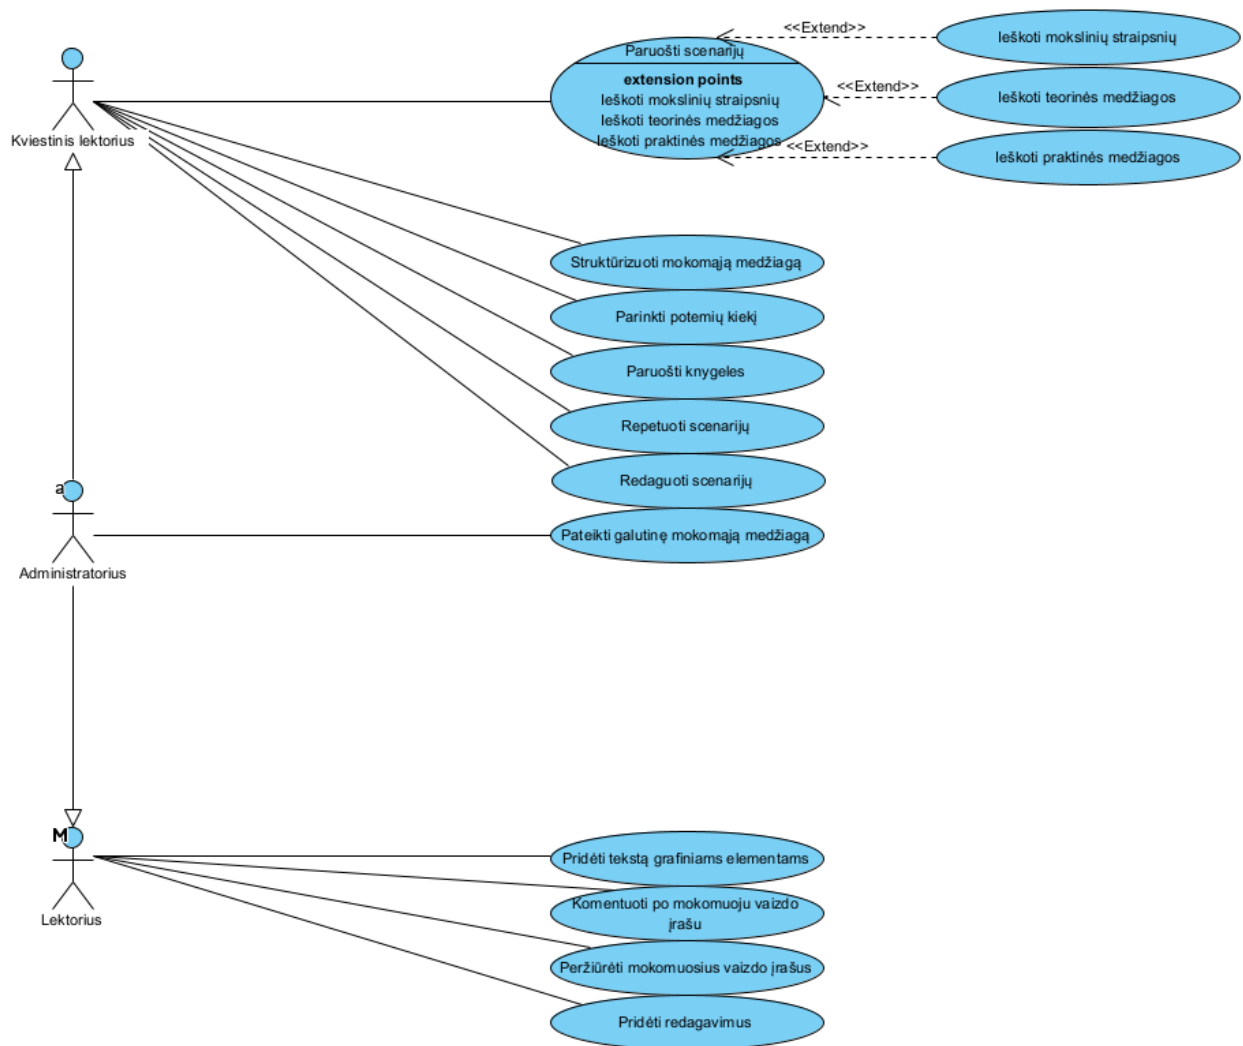 <<Extend>>
Ieškoti mokslinių straipsnių
Paruošti scenarijų
extension points
Ieškoti mokslinių straipsnių
Ieškoti teorinės medžiagos
Ieškoti praktinės medžiagos
<<Extend>>
Ieškoti teorinės medžiagos
<<Extend>>
Ieškoti praktinės medžiagos
Kviestinis lektorius
Struktūrizuoti mokomąją medžiagą
Parinkti potemių kiekį
Paruošti knygeles
Repetuoti scenarijų
Redaguoti scenarijų
a
Pateikti galutinę mokomąją medžiagą
Administratorius
M
Lektorius
Pridėti tekstą grafiniams elementams
Komentuoti po mokomuoju vaizdo
įrašu
Peržiūrėti mokomuosius vaizdo įrašus
Pridėti redagavimus